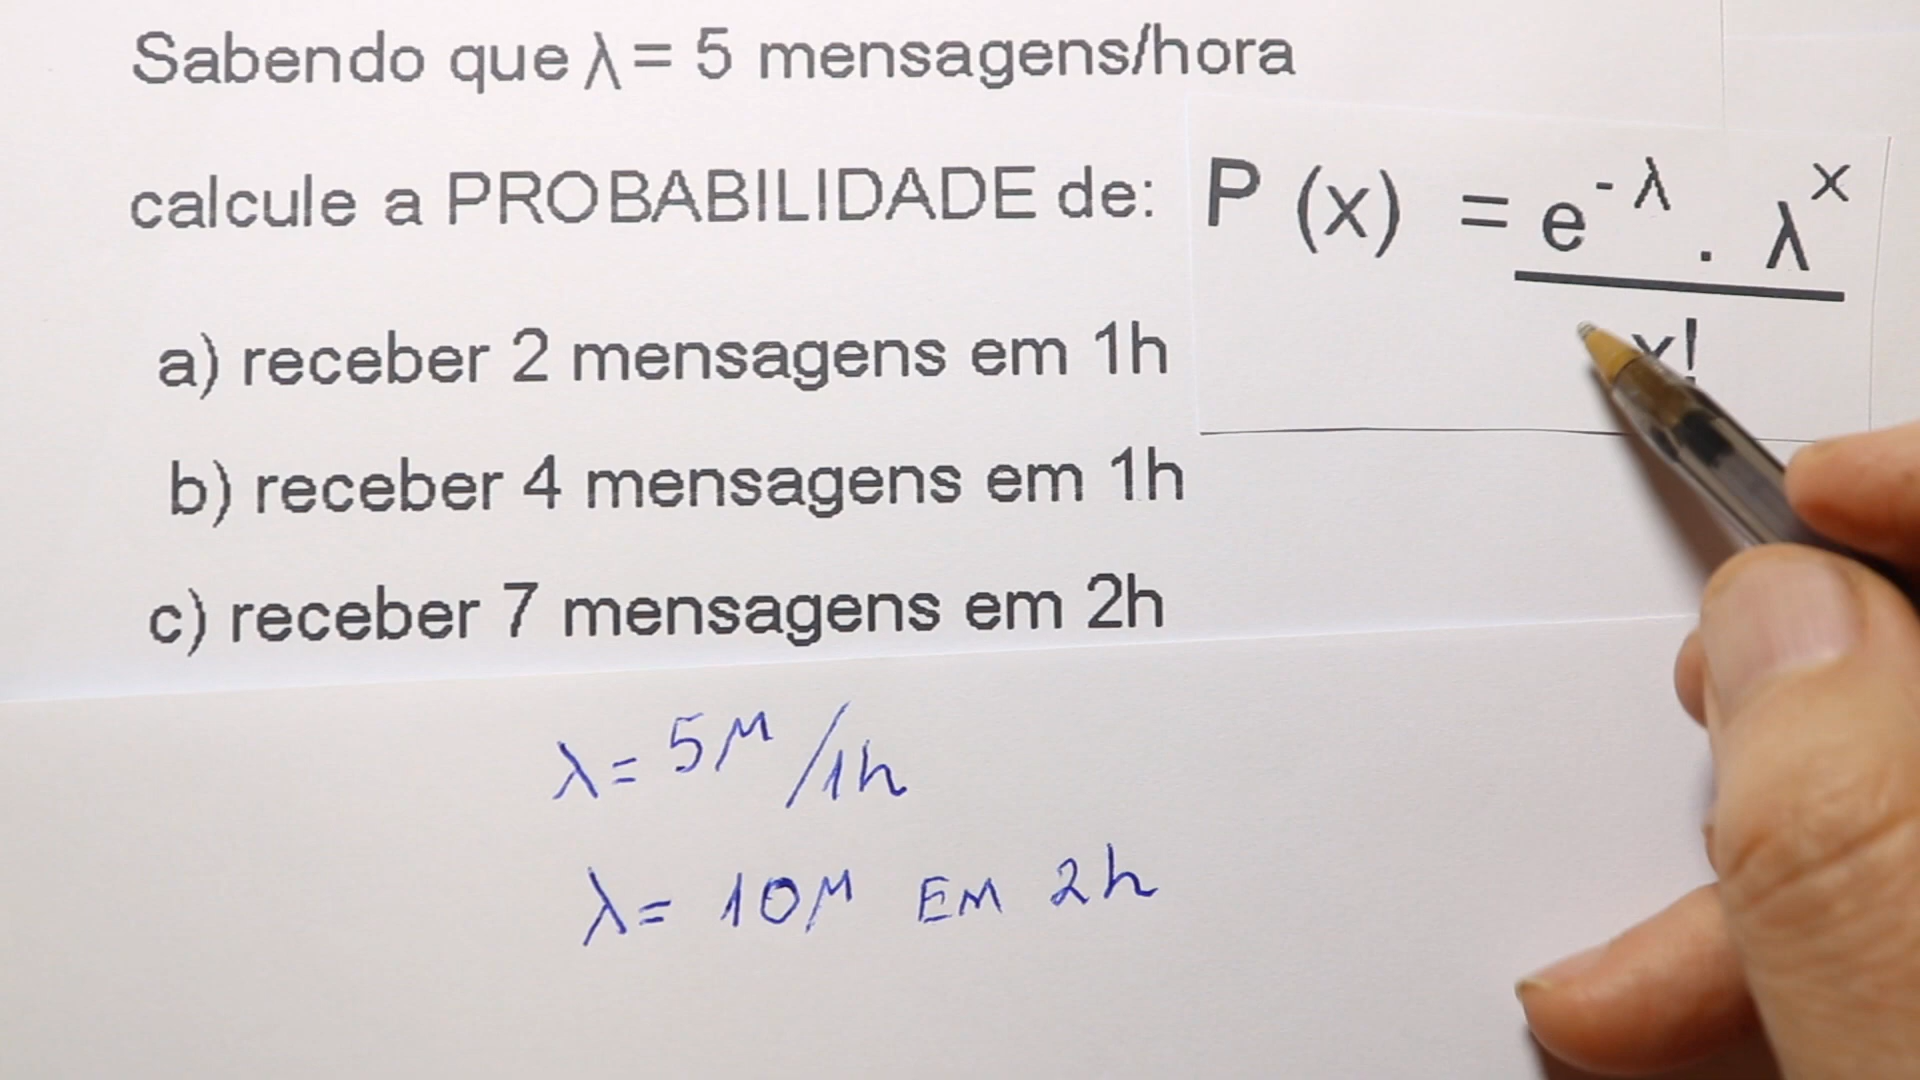 Sabendo que λ = 5 mensagens/hora
calcule a PROBABILIDADE de:
P (x) = e^-λ . λ^x
x!
a) receber 2 mensagens em 1h
b) receber 4 mensagens em 1h
c) receber 7 mensagens em 2h
λ = 5M/1h
λ = 10M EM 2h